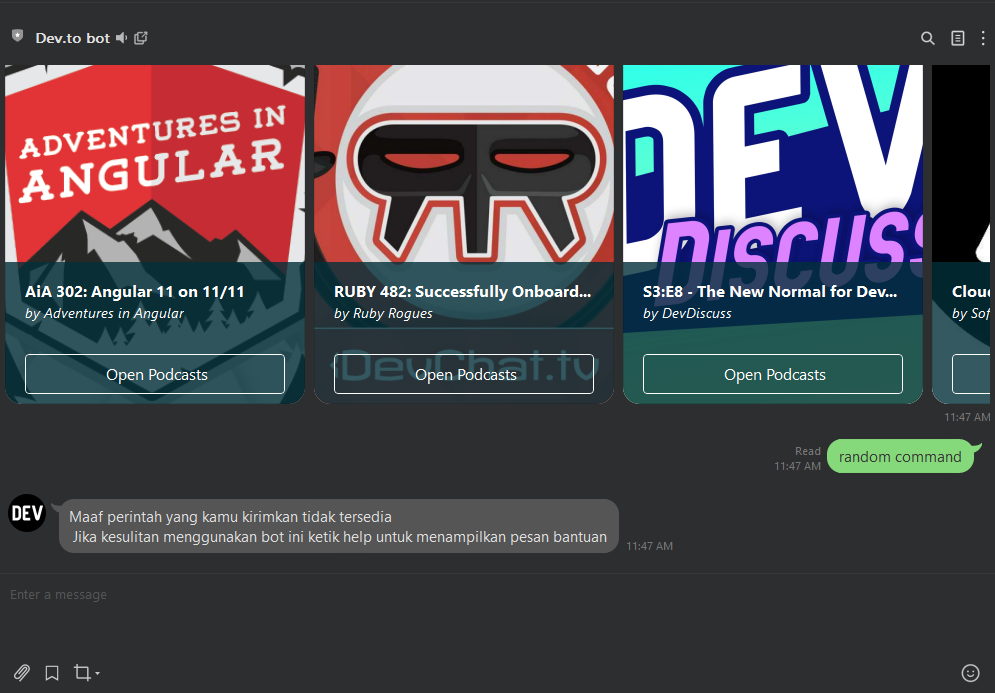 Dev.to bot
ADVENTURES IN
ANGULAR
AiA 302: Angular 11 on 11/11
by Adventures in Angular
Open Podcasts
RUBY 482: Successfully Onboard...
by Ruby Rogues
DevChat.tv
Open Podcasts
DEV
DISCUSS
S3:E8 - The New Normal for Dev...
by DevDiscuss
Open Podcasts
11:47 AM
Read
11:47 AM
random command
DEV
Maaf perintah yang kamu kirimkan tidak tersedia
Jika kesulitan menggunakan bot ini ketik help untuk menampilkan pesan bantuan
11:47 AM
Enter a message